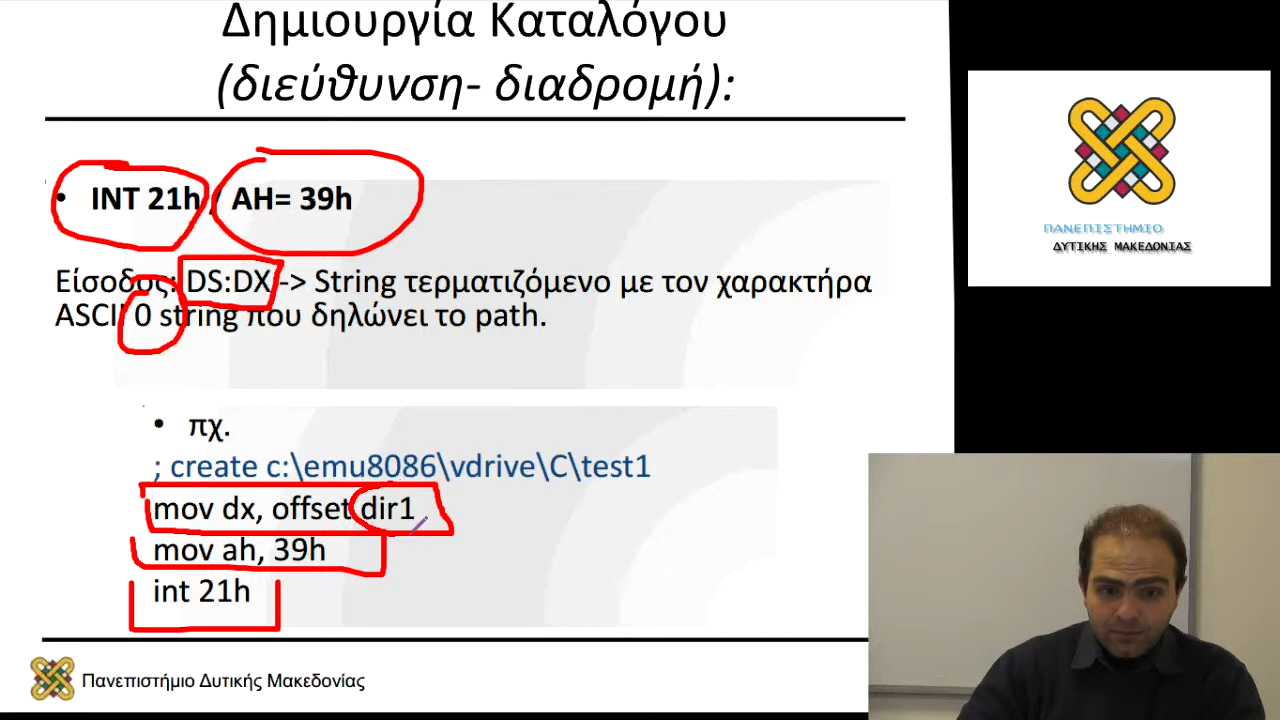 Δημιουργία Καταλόγου
(διεύθυνση- διαδρομή):
• INT 21h / AH= 39h
Είσοδος: DS:DX -> String τερματιζόμενο με τον χαρακτήρα
ASCII 0 string που δηλώνει το path.
• πχ.
; create c:\emu8086\vdrive\C\test1
mov dx, offset dir1
mov ah, 39h
int 21h
Πανεπιστήμιο Δυτικής Μακεδονίας
ΠΑΝΕΠΙΣΤΗΜΙΟ
ΔΥΤΙΚΗΣ ΜΑΚΕΔΟΝΙΑΣ